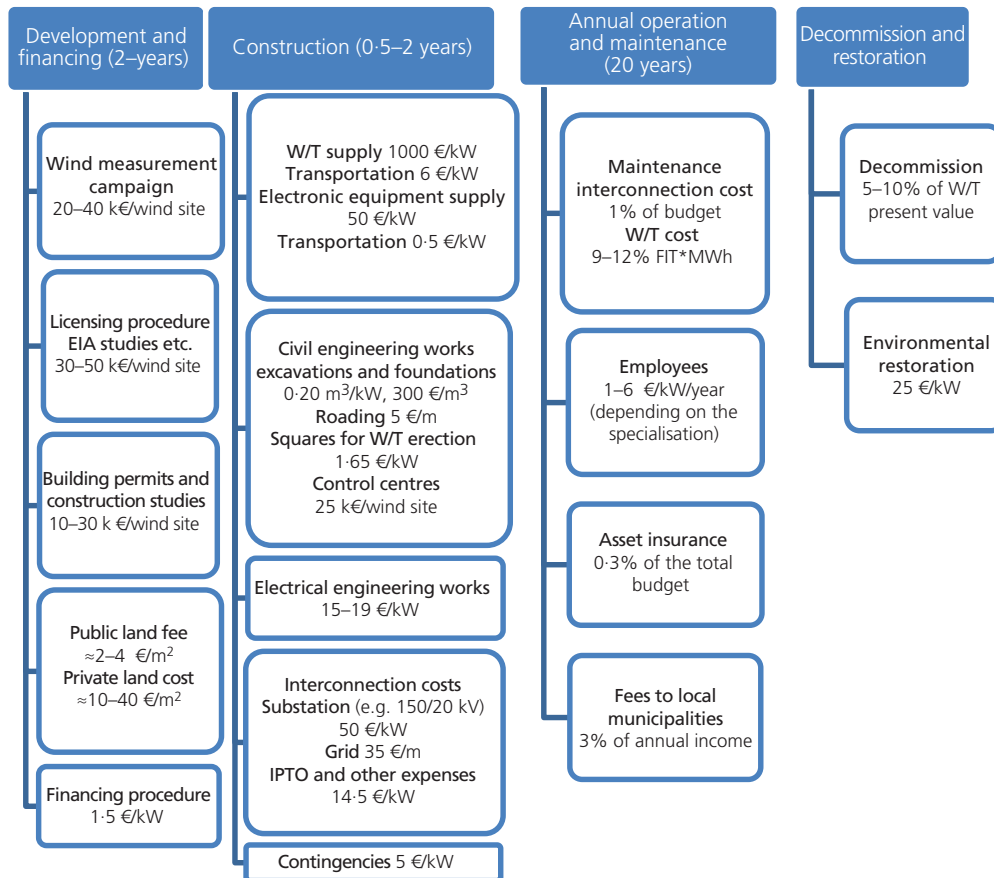 Development and
financing (2–years)
Wind measurement
campaign
20–40 k€/wind site
Licensing procedure
EIA studies etc.
30–50 k€/wind site
Building permits and
construction studies
10–30 k €/wind site
Public land fee
≈2–4 €/m²
Private land cost
≈10–40 €/m²
Financing procedure
1·5 €/kW
Construction (0·5–2 years)
W/T supply 1000 €/kW
Transportation 6 €/kW
Electronic equipment supply
50 €/kW
Transportation 0·5 €/kW
Civil engineering works
excavations and foundations
0·20 m³/kW, 300 €/m³
Roading 5 €/m
Squares for W/T erection
1·65 €/kW
Control centres
25 k€/wind site
Electrical engineering works
15–19 €/kW
Interconnection costs
Substation (e.g. 150/20 kV)
50 €/kW
Grid 35 €/m
IPTO and other expenses
14·5 €/kW
Contingencies 5 €/kW
Annual operation
and maintenance
(20 years)
Maintenance
interconnection cost
1% of budget
W/T cost
9–12% FIT*MWh
Employees
1–6 €/kW/year
(depending on the
specialisation)
Asset insurance
0·3% of the total
budget
Fees to local
municipalities
3% of annual income
Decommission and
restoration
Decommission
5–10% of W/T
present value
Environmental
restoration
25 €/kW